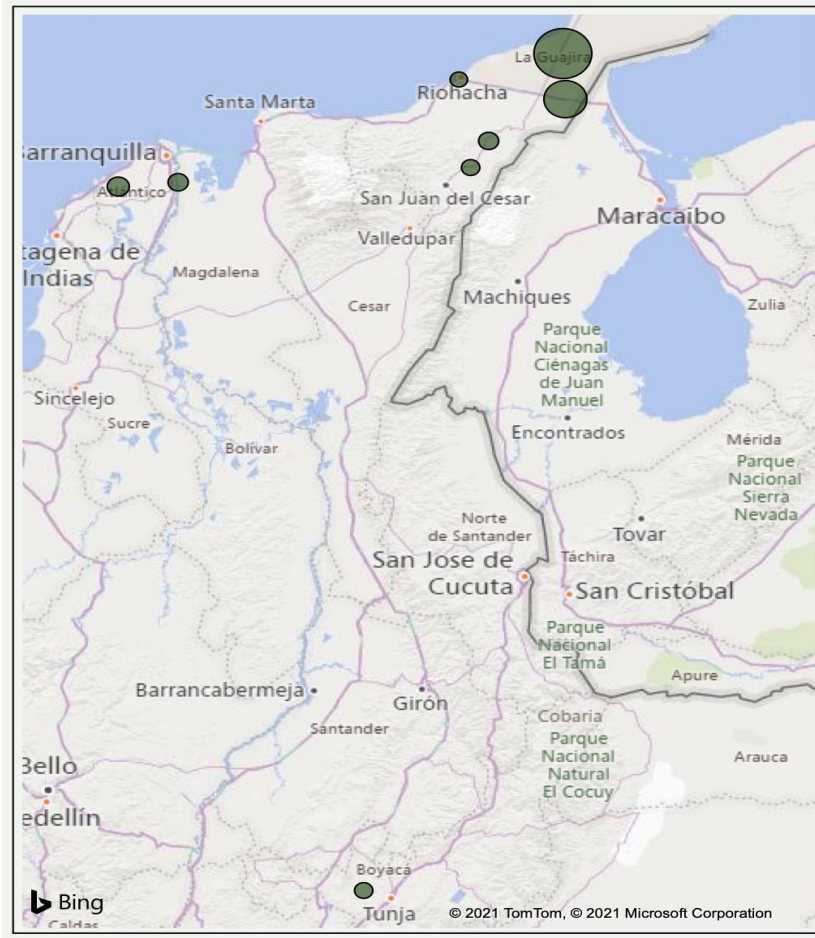 La Guajira
Riohacha
Santa Marta
Barranquilla
Atlántico
San Juan del Cesar
Maracaibo
Valledupar
tagena de
Indias
Magdalena
Machiques
Cesar
Zulia
Parque
Nacional
Ciénagas
de Juan
Manuel
Sincelejo
Sucre
Encontrados
Bolívar
Mérida
Parque
Nacional
Sierra
Nevada
Norte
de Santander
Tovar
San Jose de
Cucuta
Táchira
San Cristóbal
Parque
Nacional
El Tamá
Apure
Barrancabermeja
Girón
Santander
Cobaria
Parque
Nacional
Natural
El Cocuy
Arauca
Bello
edellín
Boyacá
Tunja
Bing
© 2021 TomTom, © 2021 Microsoft Corporation
Caldas